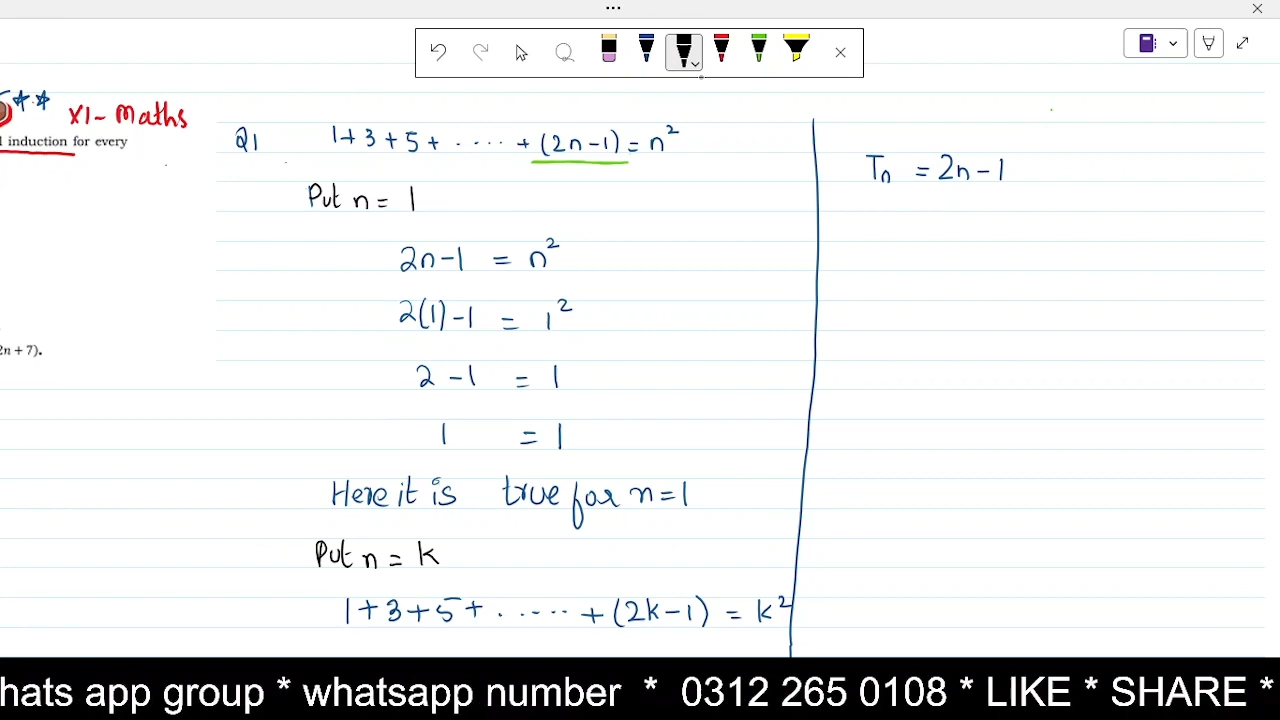 XI- Maths
induction for every
2n + 7).
Q1 1+3+5+ ..... +(2n-1)=n²
Put n = 1
2n-1 = n²
2(1)-1 = 1²
2-1 = 1
1 = 1
Here it is true for n=1
Put n = k
1+3+5+ ...... +(2k-1) = k²
Tn = 2n-1
hats app group * whatsapp number * 0312 265 0108 * LIKE * SHARE *